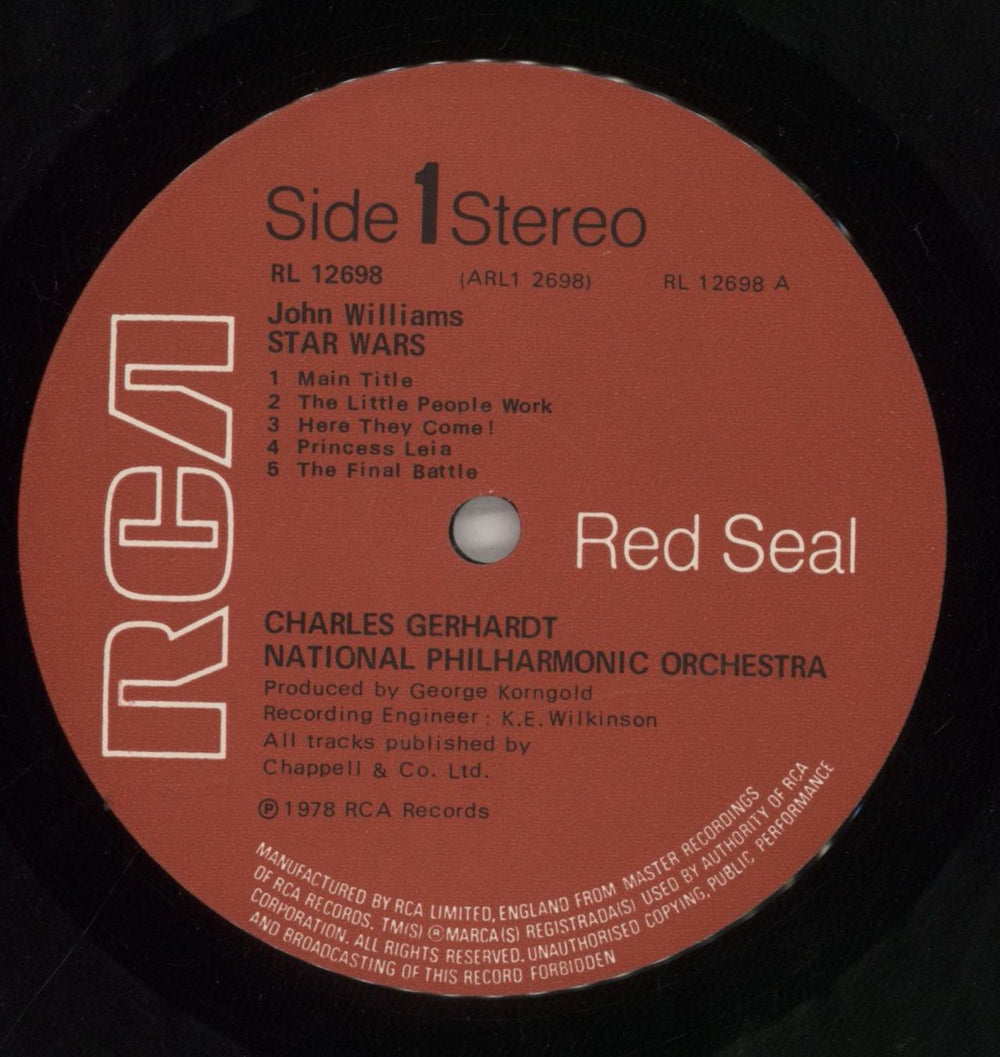 Side 1 Stereo
RL 12698 (ARL1 2698) RL 12698 A
John Williams
STAR WARS
1 Main Title
2 The Little People Work
3 Here They Come!
4 Princess Leia
5 The Final Battle
RCA
Red Seal
CHARLES GERHARDT
NATIONAL PHILHARMONIC ORCHESTRA
Produced by George Korngold
Recording Engineer: K.E.Wilkinson
All tracks published by
Chappell & Co. Ltd.
℗ 1978 RCA Records
MANUFACTURED BY RCA LIMITED, ENGLAND FROM MASTER RECORDINGS
OF RCA RECORDS. TM(S) ® MARCA(S) REGISTRADA(S) USED BY AUTHORITY OF RCA
CORPORATION. ALL RIGHTS RESERVED. UNAUTHORISED COPYING, PUBLIC PERFORMANCE
AND BROADCASTING OF THIS RECORD FORBIDDEN